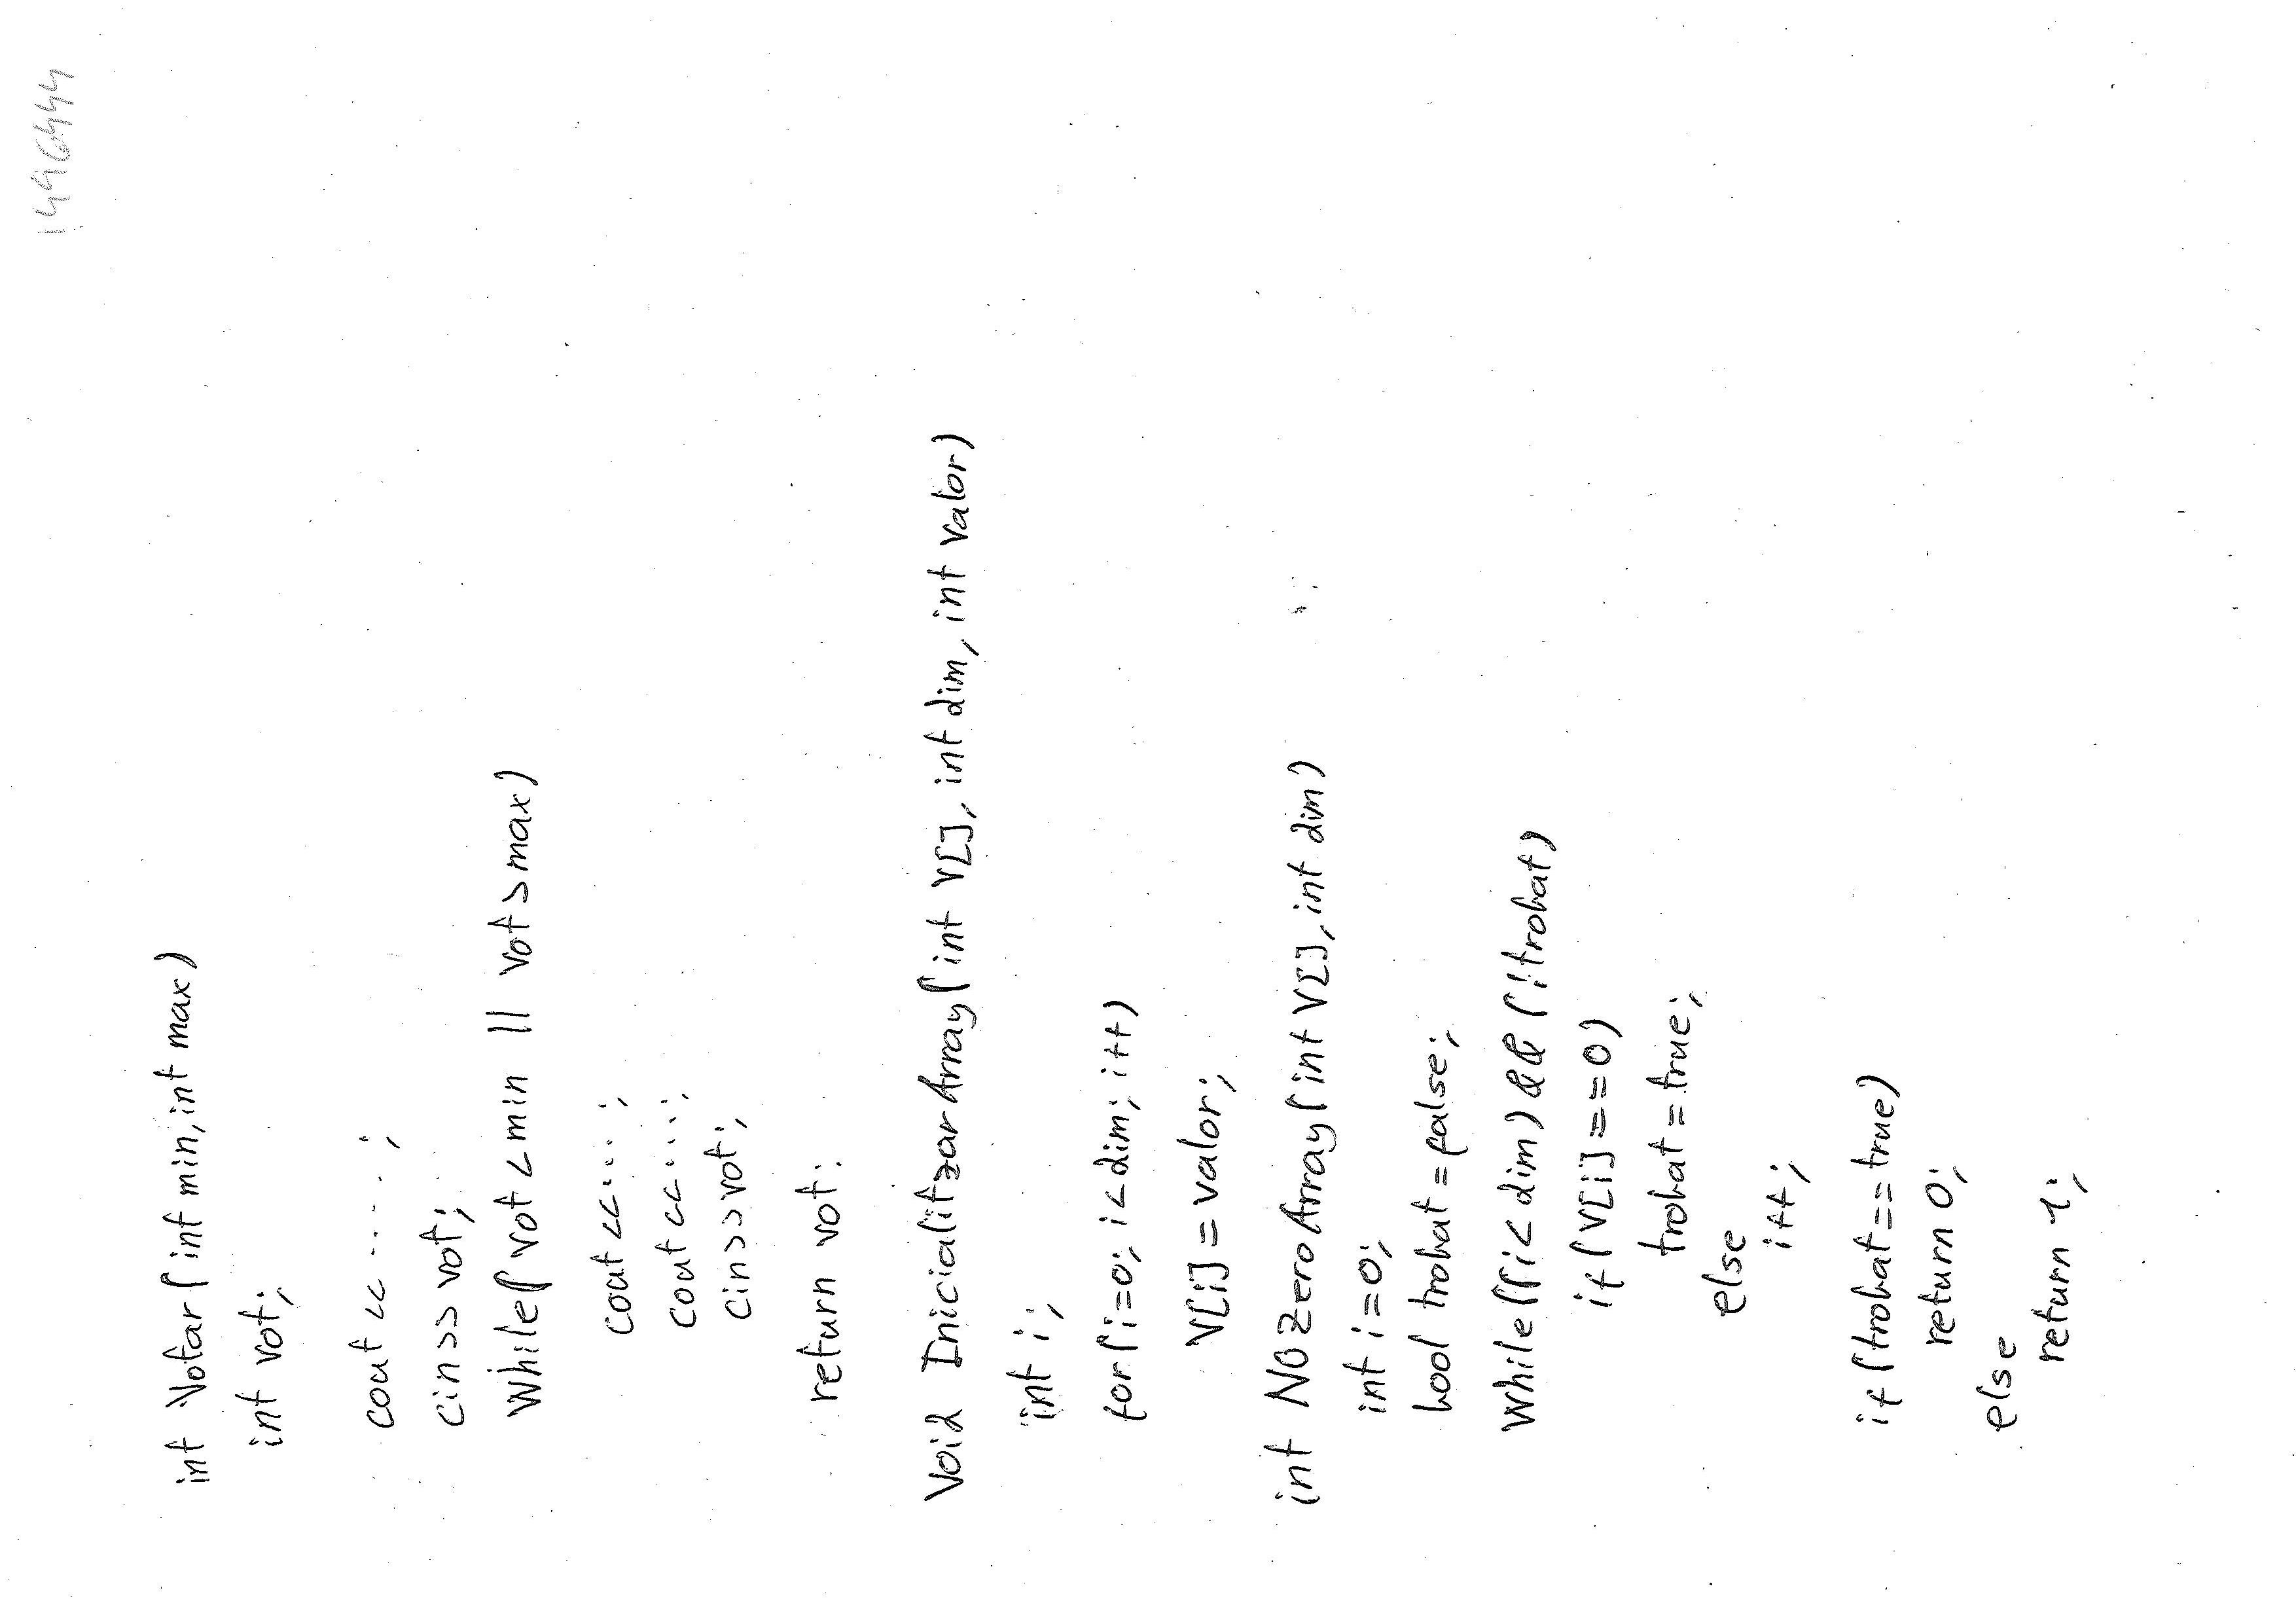 1496444
int Votar(int min, int max)
int vot;
cout << ....;
cin >> vot;
while(vot < min || vot > max)
cout <<....;
cout <<....;
cin >> vot;
return vot;
Void InicialitzarArray(int V[], int dim, int valor)
int i;
for(i=0; i<dim; i++)
V[i] = valor;
int NOzeroArray(int V[], int dim)
int i=0;
bool trobat = false;
while((i<dim) && (!trobat)
if(V[i]==0)
trobat = true;
else
i++;
if(trobat==true)
return 0;
else
return 1;